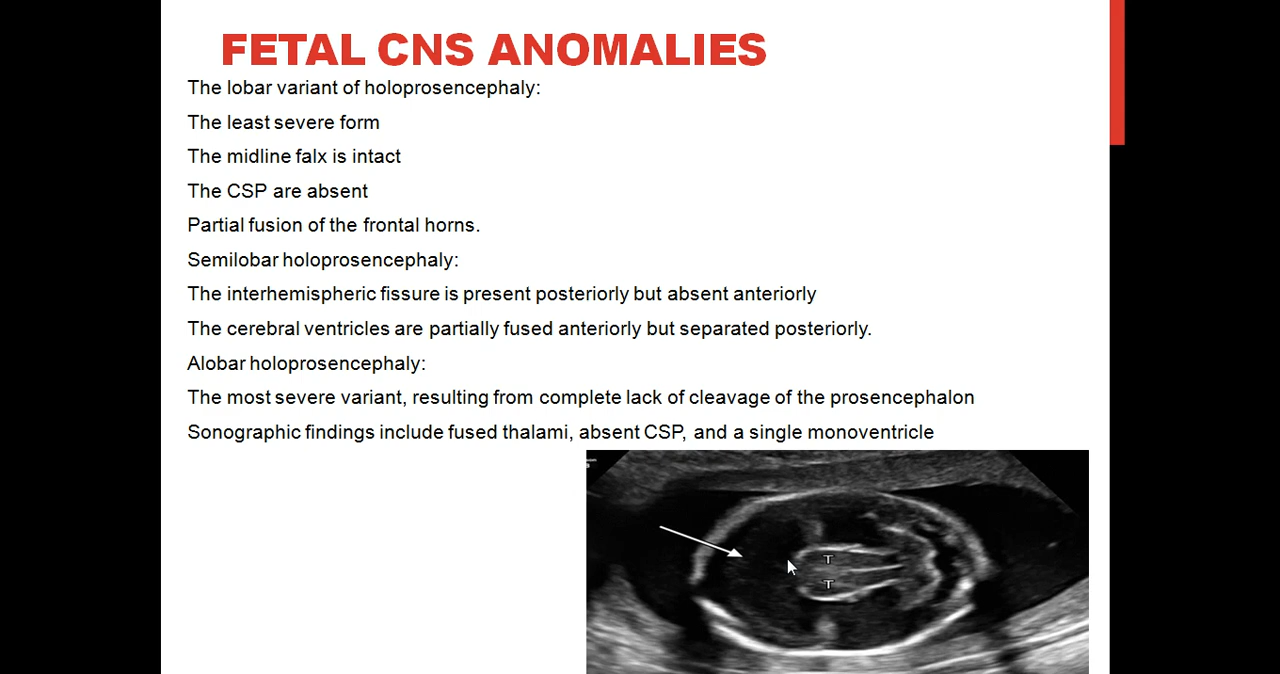 FETAL CNS ANOMALIES
The lobar variant of holoprosencephaly:
The least severe form
The midline falx is intact
The CSP are absent
Partial fusion of the frontal horns.
Semilobar holoprosencephaly:
The interhemispheric fissure is present posteriorly but absent anteriorly
The cerebral ventricles are partially fused anteriorly but separated posteriorly.
Alobar holoprosencephaly:
The most severe variant, resulting from complete lack of cleavage of the prosencephalon
Sonographic findings include fused thalami, absent CSP, and a single monoventricle
T
T